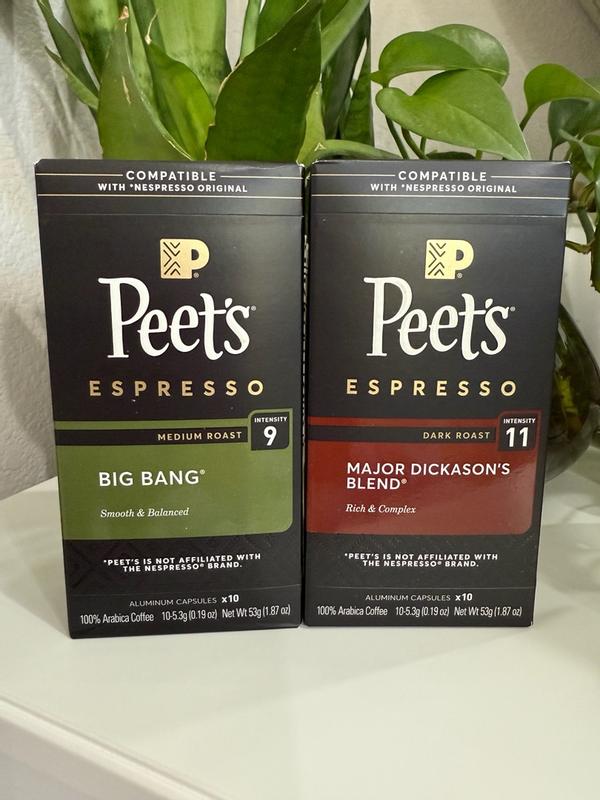 COMPATIBLE
WITH *NESPRESSO ORIGINAL
P
Peet's®
ESPRESSO
MEDIUM ROAST
INTENSITY
9
BIG BANG®
Smooth & Balanced
*PEET'S IS NOT AFFILIATED WITH
THE NESPRESSO® BRAND.
ALUMINUM CAPSULES x10
100% Arabica Coffee 10-5.3g (0.19 oz) Net Wt 53g (1.87 oz)
COMPATIBLE
WITH *NESPRESSO ORIGINAL
P
Peet's®
ESPRESSO
DARK ROAST
INTENSITY
11
MAJOR DICKASON'S
BLEND®
Rich & Complex
*PEET'S IS NOT AFFILIATED WITH
THE NESPRESSO® BRAND.
ALUMINUM CAPSULES x10
100% Arabica Coffee 10-5.3g (0.19 oz) Net Wt 53g (1.87 oz)